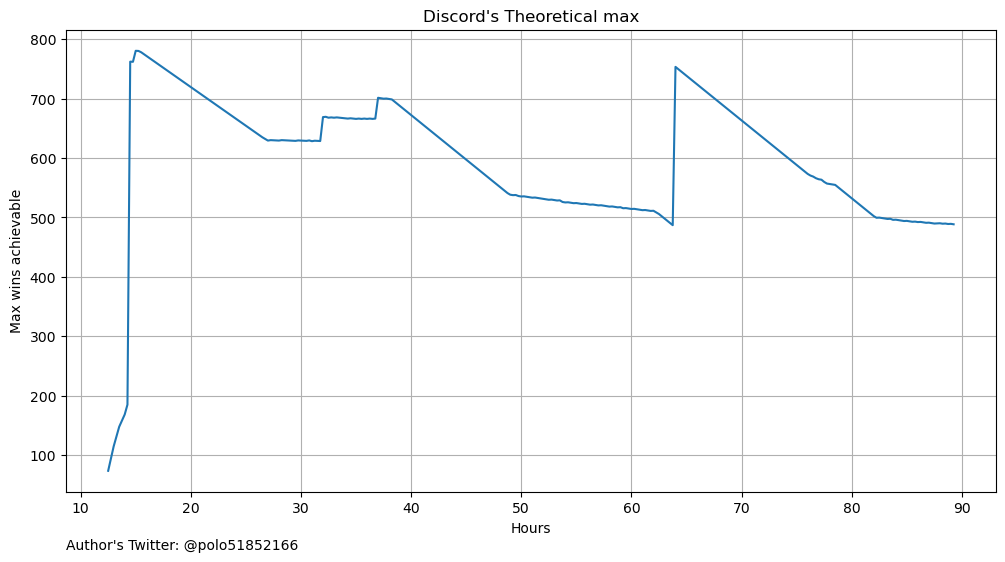 Discord's Theoretical max
Max wins achievable
800
700
600
500
400
300
200
100
10 20 30 40 50 60 70 80 90
Hours
Author's Twitter: @polo51852166